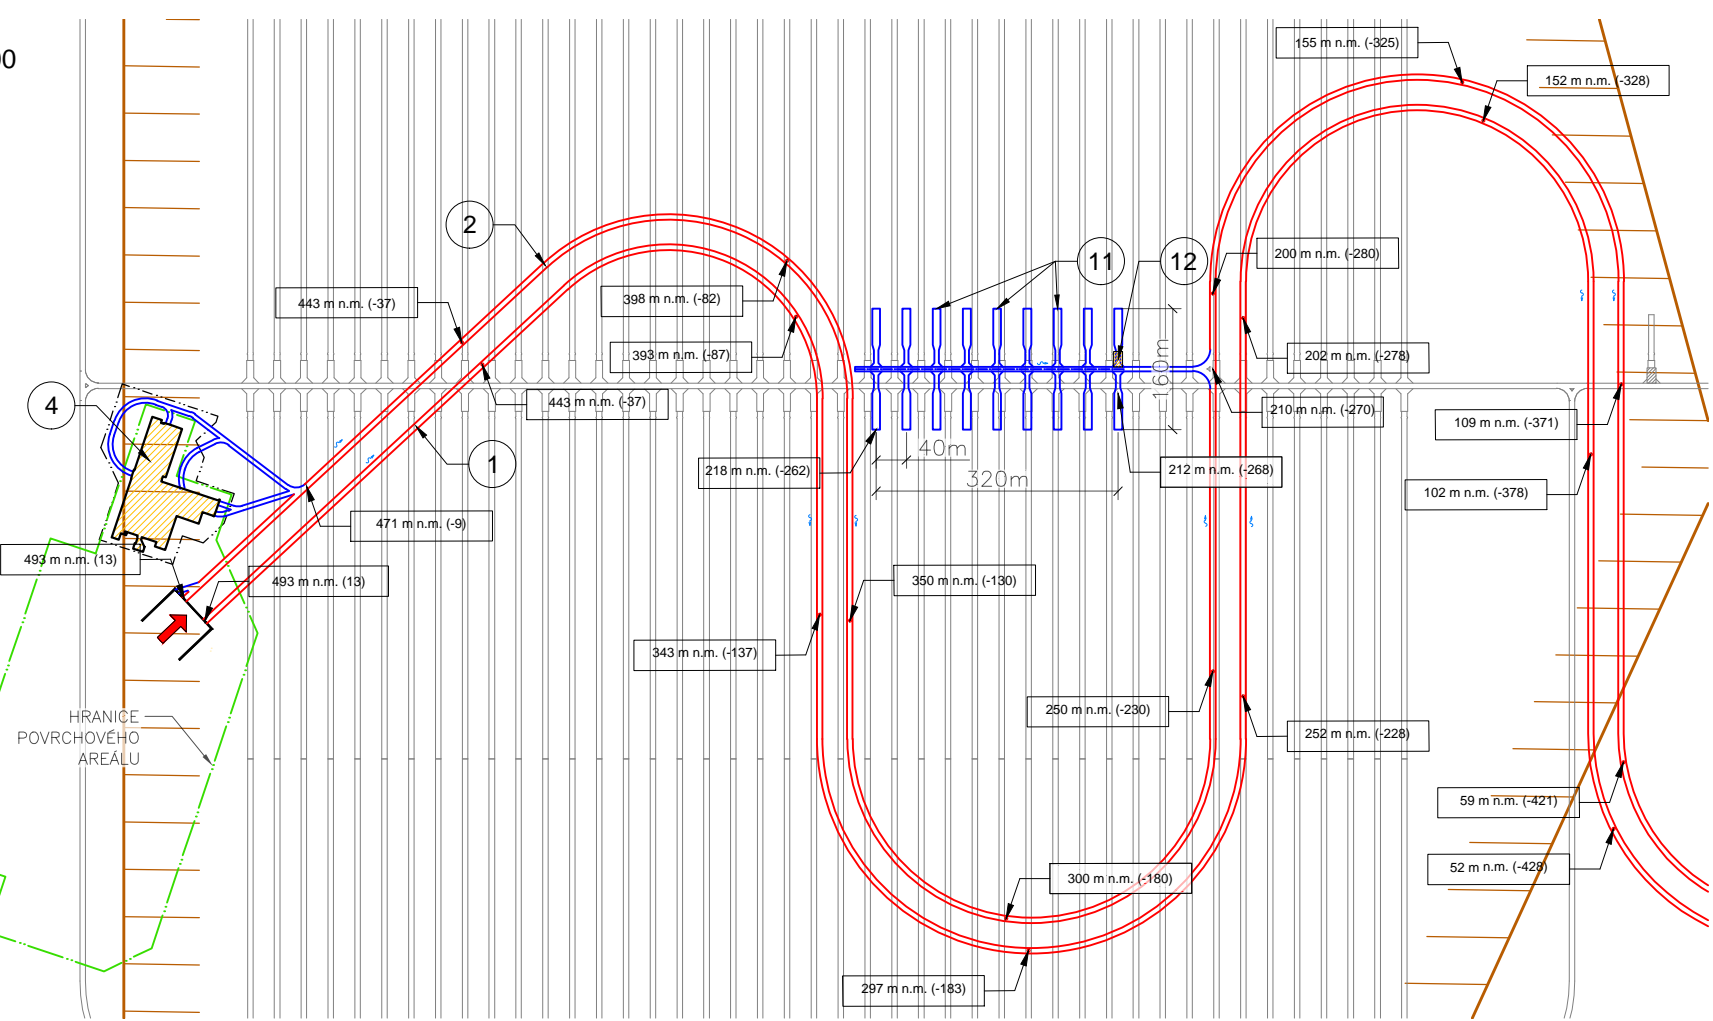 00
155 m n.m. (-325)
152 m n.m. (-328)
2
11
12
200 m n.m. (-280)
443 m n.m. (-37)
398 m n.m. (-82)
393 m n.m. (-87)
202 m n.m. (-278)
160m
4
443 m n.m. (-37)
210 m n.m. (-270)
109 m n.m. (-371)
40m
1
218 m n.m. (-262)
212 m n.m. (-268)
320m
102 m n.m. (-378)
471 m n.m. (-9)
493 m n.m. (13)
493 m n.m. (13)
350 m n.m. (-130)
343 m n.m. (-137)
250 m n.m. (-230)
HRANICE
POVRCHOVÉHO
AREÁLU
252 m n.m. (-228)
59 m n.m. (-421)
52 m n.m. (-428)
300 m n.m. (-180)
297 m n.m. (-183)